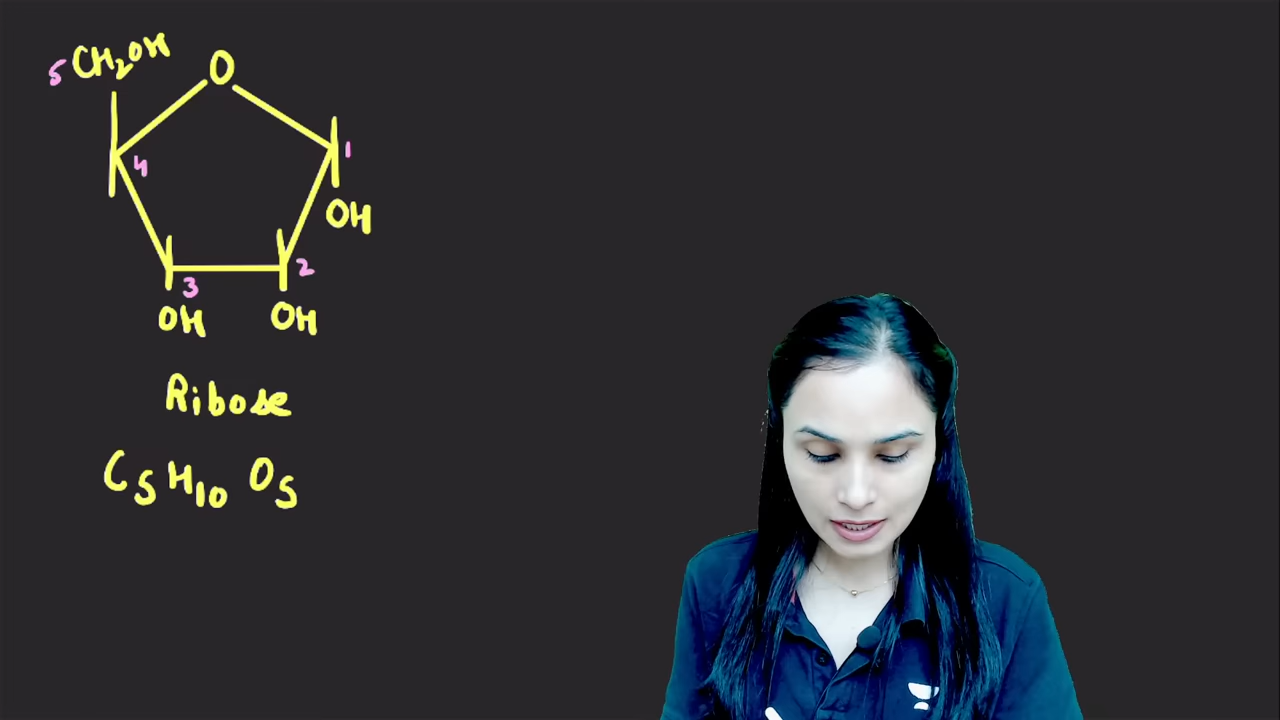 5 CH₂OH
O
4
1
OH
3
2
OH OH
Ribose
C₅H₁₀O₅